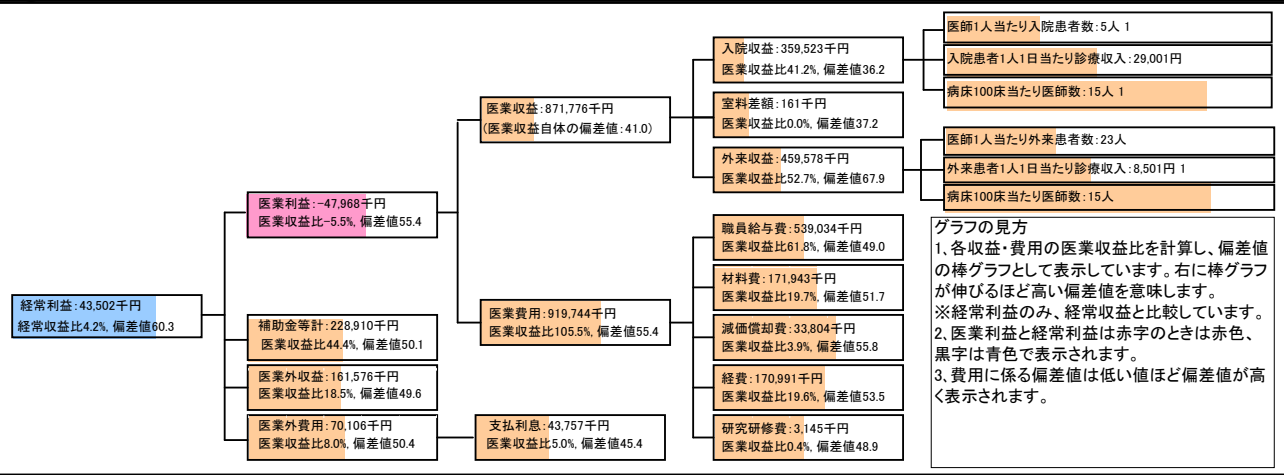 経常利益：43,502千円
経常収益比4.2%, 偏差値60.3
医業利益：-47,968千円
医業収益比-5.5%, 偏差値55.4
補助金等計：228,910千円
医業収益比44.4%, 偏差値50.1
医業外収益：161,576千円
医業収益比18.5%, 偏差値49.6
医業外費用：70,106千円
医業収益比8.0%, 偏差値50.4
支払利息：43,757千円
医業収益比5.0%, 偏差値45.4
医業収益：871,776千円
(医業収益自体の偏差値：41.0)
医業費用：919,744千円
医業収益比105.5%, 偏差値55.4
入院収益：359,523千円
医業収益比41.2%, 偏差値36.2
室料差額：161千円
医業収益比0.0%, 偏差値37.2
外来収益：459,578千円
医業収益比52.7%, 偏差値67.9
職員給与費：539,034千円
医業収益比61.8%, 偏差値49.0
材料費：171,943千円
医業収益比19.7%, 偏差値51.7
減価償却費：33,804千円
医業収益比3.9%, 偏差値55.8
経費：170,991千円
医業収益比19.6%, 偏差値53.5
研究研修費：3,145千円
医業収益比0.4%, 偏差値48.9
医師1人当たり入院患者数：5人 1
入院患者1人1日当たり診療収入：29,001円
病床100床当たり医師数：15人 1
医師1人当たり外来患者数：23人
外来患者1人1日当たり診療収入：8,501円 1
病床100床当たり医師数：15人
グラフの見方
1、各収益・費用の医業収益比を計算し、偏差値
の棒グラフとして表示しています。右に棒グラフ
が伸びるほど高い偏差値を意味します。
※経常利益のみ、経常収益と比較しています。
2、医業利益と経常利益は赤字のときは赤色、
黒字は青色で表示されます。
3、費用に係る偏差値は低い値ほど偏差値が高
く表示されます。